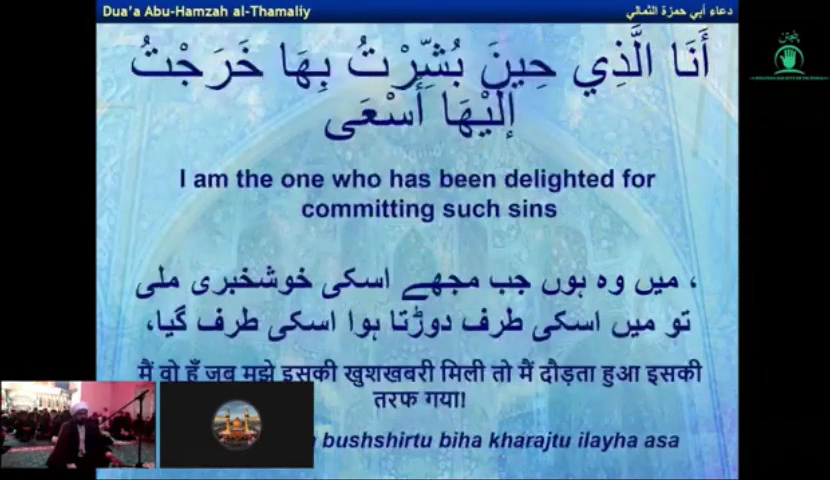 Dua'a Abu-Hamzah al-Thamaliy
دعاء أبي حمزة الثمالي
أَنَا الَّذِي حِينَ بُشِّرْتُ بِهَا خَرَجْتُ
إِلَيْهَا أَسْعَى
I am the one who has been delighted for
committing such sins
، میں وہ ہوں جب مجھے اسکی خوشخبری ملی
تو میں اسکی طرف دوڑتا ہوا اسکی طرف گیا،
मैं वो हूँ जब मुझे इसकी खुशखबरी मिली तो मैं दौड़ता हुआ इसकी
तरफ गया!
bushshirtu biha kharajtu ilayha asa